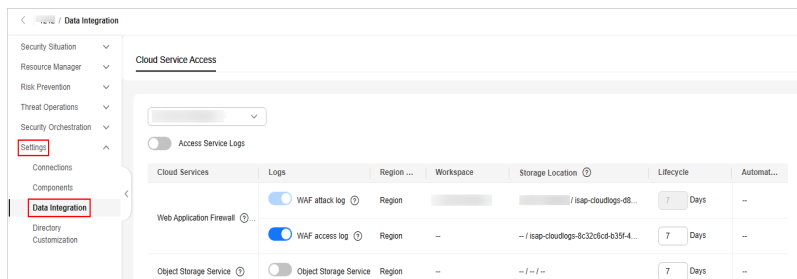 / Data Integration
Security Situation
Resource Manager
Risk Prevention
Threat Operations
Security Orchestration
Settings
Connections
Components
Data Integration
Directory
Customization
Cloud Service Access
Access Service Logs
Cloud Services Logs Region ... Workspace Storage Location Lifecycle Automat...
Web Application Firewall ...
WAF attack log Region / isap-cloudlogs-d8... 7 Days --
WAF access log Region -- -- / isap-cloudlogs-8c32c6cd-b35f-4... 7 Days --
Object Storage Service Object Storage Service Region -- -- / -- / -- 7 Days --